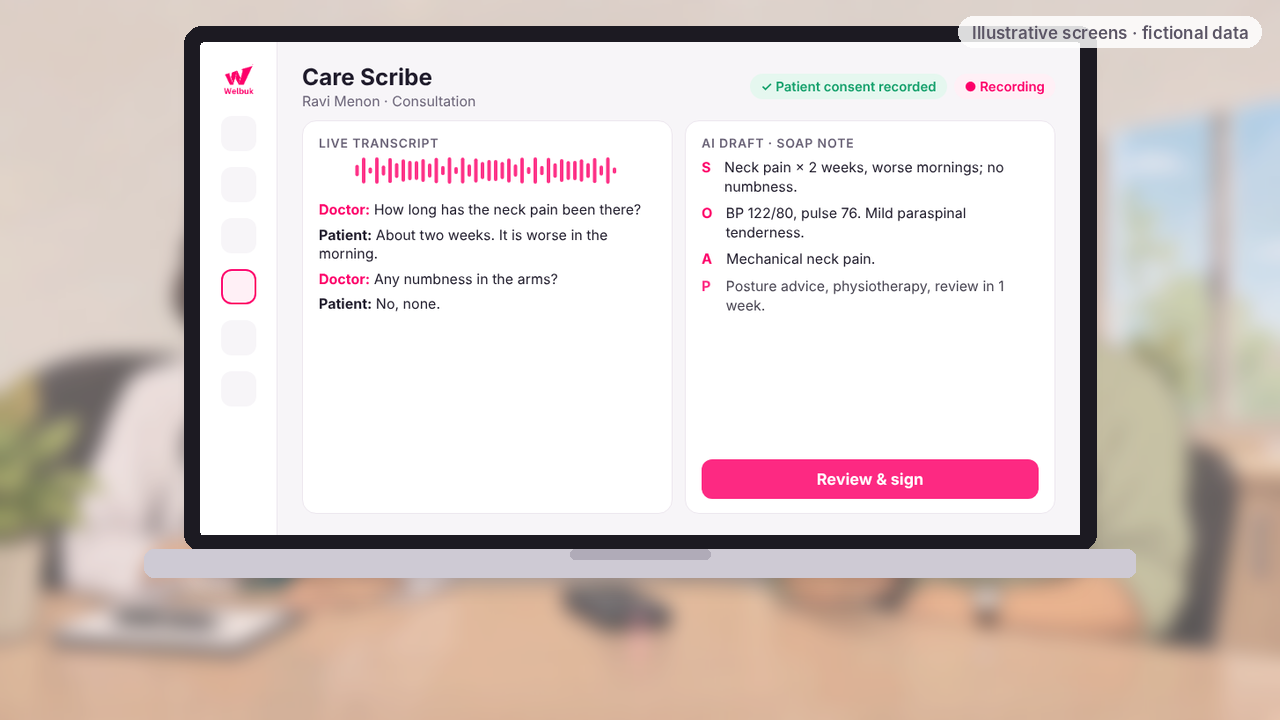 Illustrative screens · fictional data
Welbuk
Care Scribe
Ravi Menon · Consultation
✓ Patient consent recorded
● Recording
LIVE TRANSCRIPT
Doctor: How long has the neck pain been there?
Patient: About two weeks. It is worse in the
morning.
Doctor: Any numbness in the arms?
Patient: No, none.
AI DRAFT · SOAP NOTE
S Neck pain × 2 weeks, worse mornings; no
numbness.
O BP 122/80, pulse 76. Mild paraspinal
tenderness.
A Mechanical neck pain.
P Posture advice, physiotherapy, review in 1
week.
Review & sign